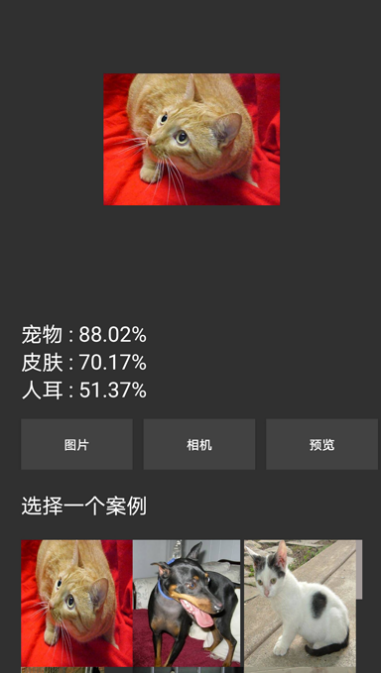 宠物 : 88.02%
皮肤 : 70.17%
人耳 : 51.37%
图片 相机 预览
选择一个案例